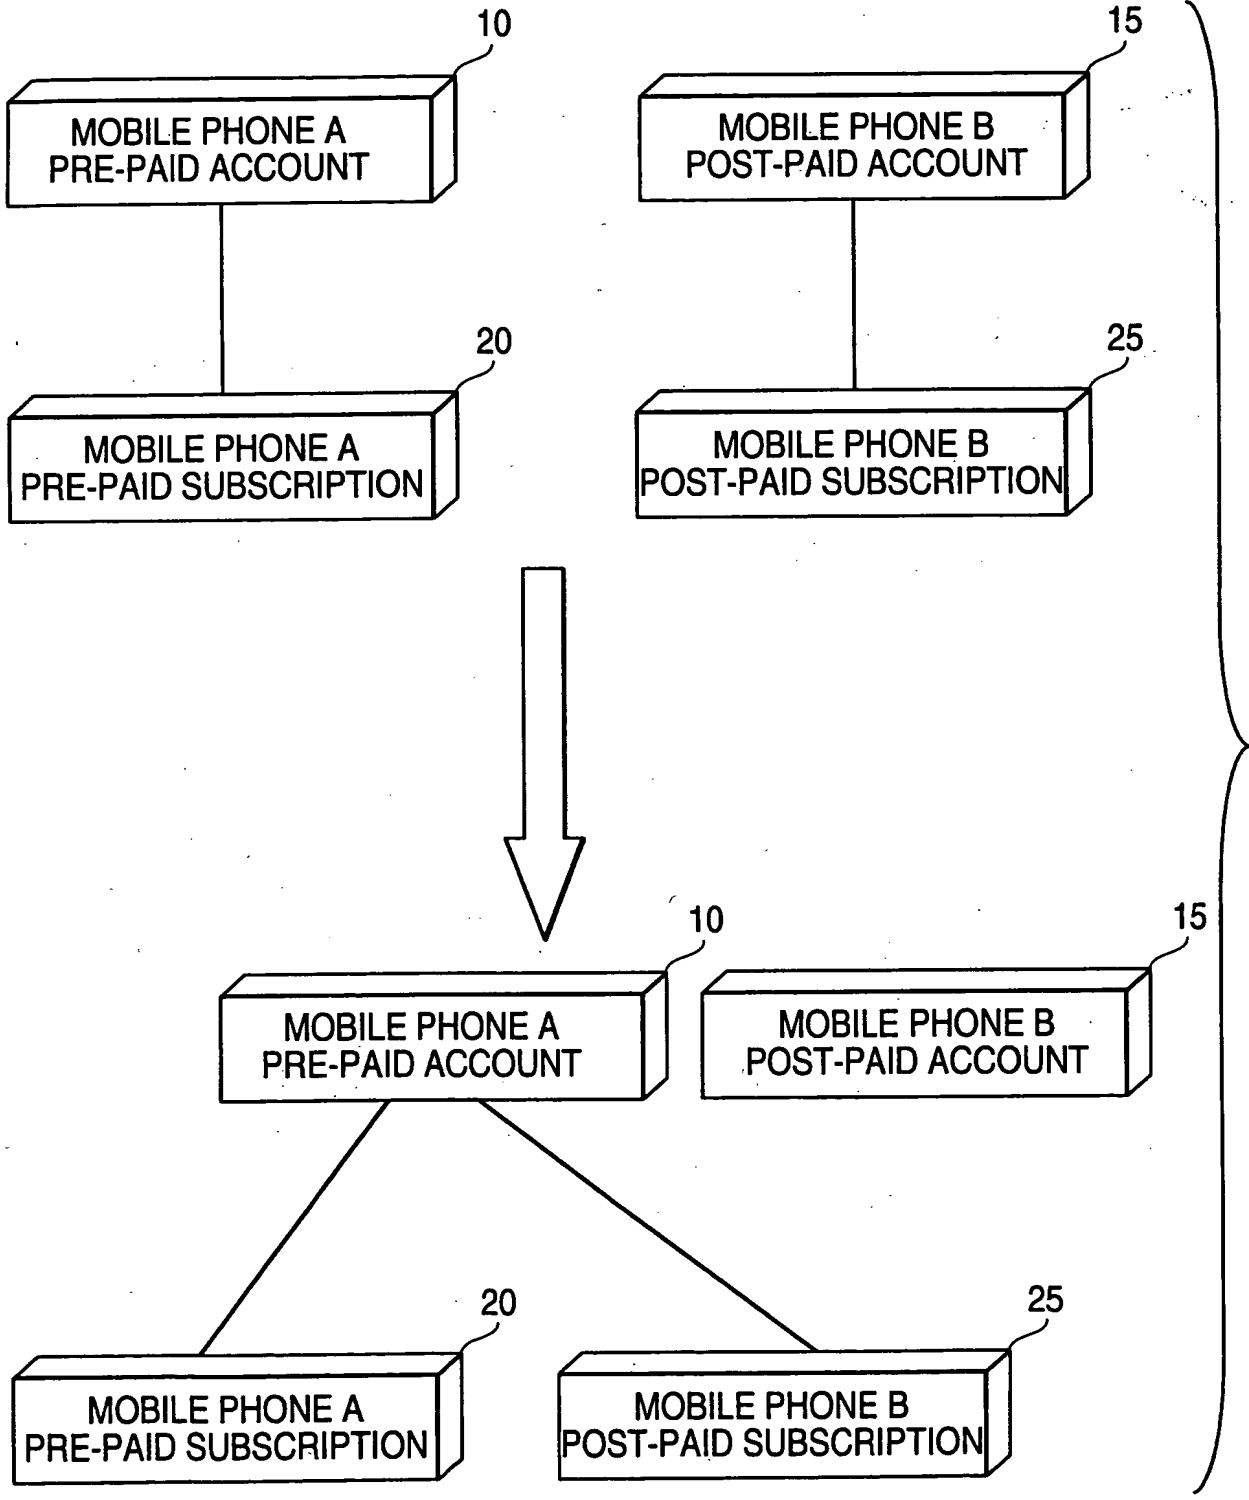 10
15
MOBILE PHONE A
PRE-PAID ACCOUNT
MOBILE PHONE B
POST-PAID ACCOUNT
20
25
MOBILE PHONE A
PRE-PAID SUBSCRIPTION
MOBILE PHONE B
POST-PAID SUBSCRIPTION
10
15
MOBILE PHONE A
PRE-PAID ACCOUNT
MOBILE PHONE B
POST-PAID ACCOUNT
20
25
MOBILE PHONE A
PRE-PAID SUBSCRIPTION
MOBILE PHONE B
POST-PAID SUBSCRIPTION